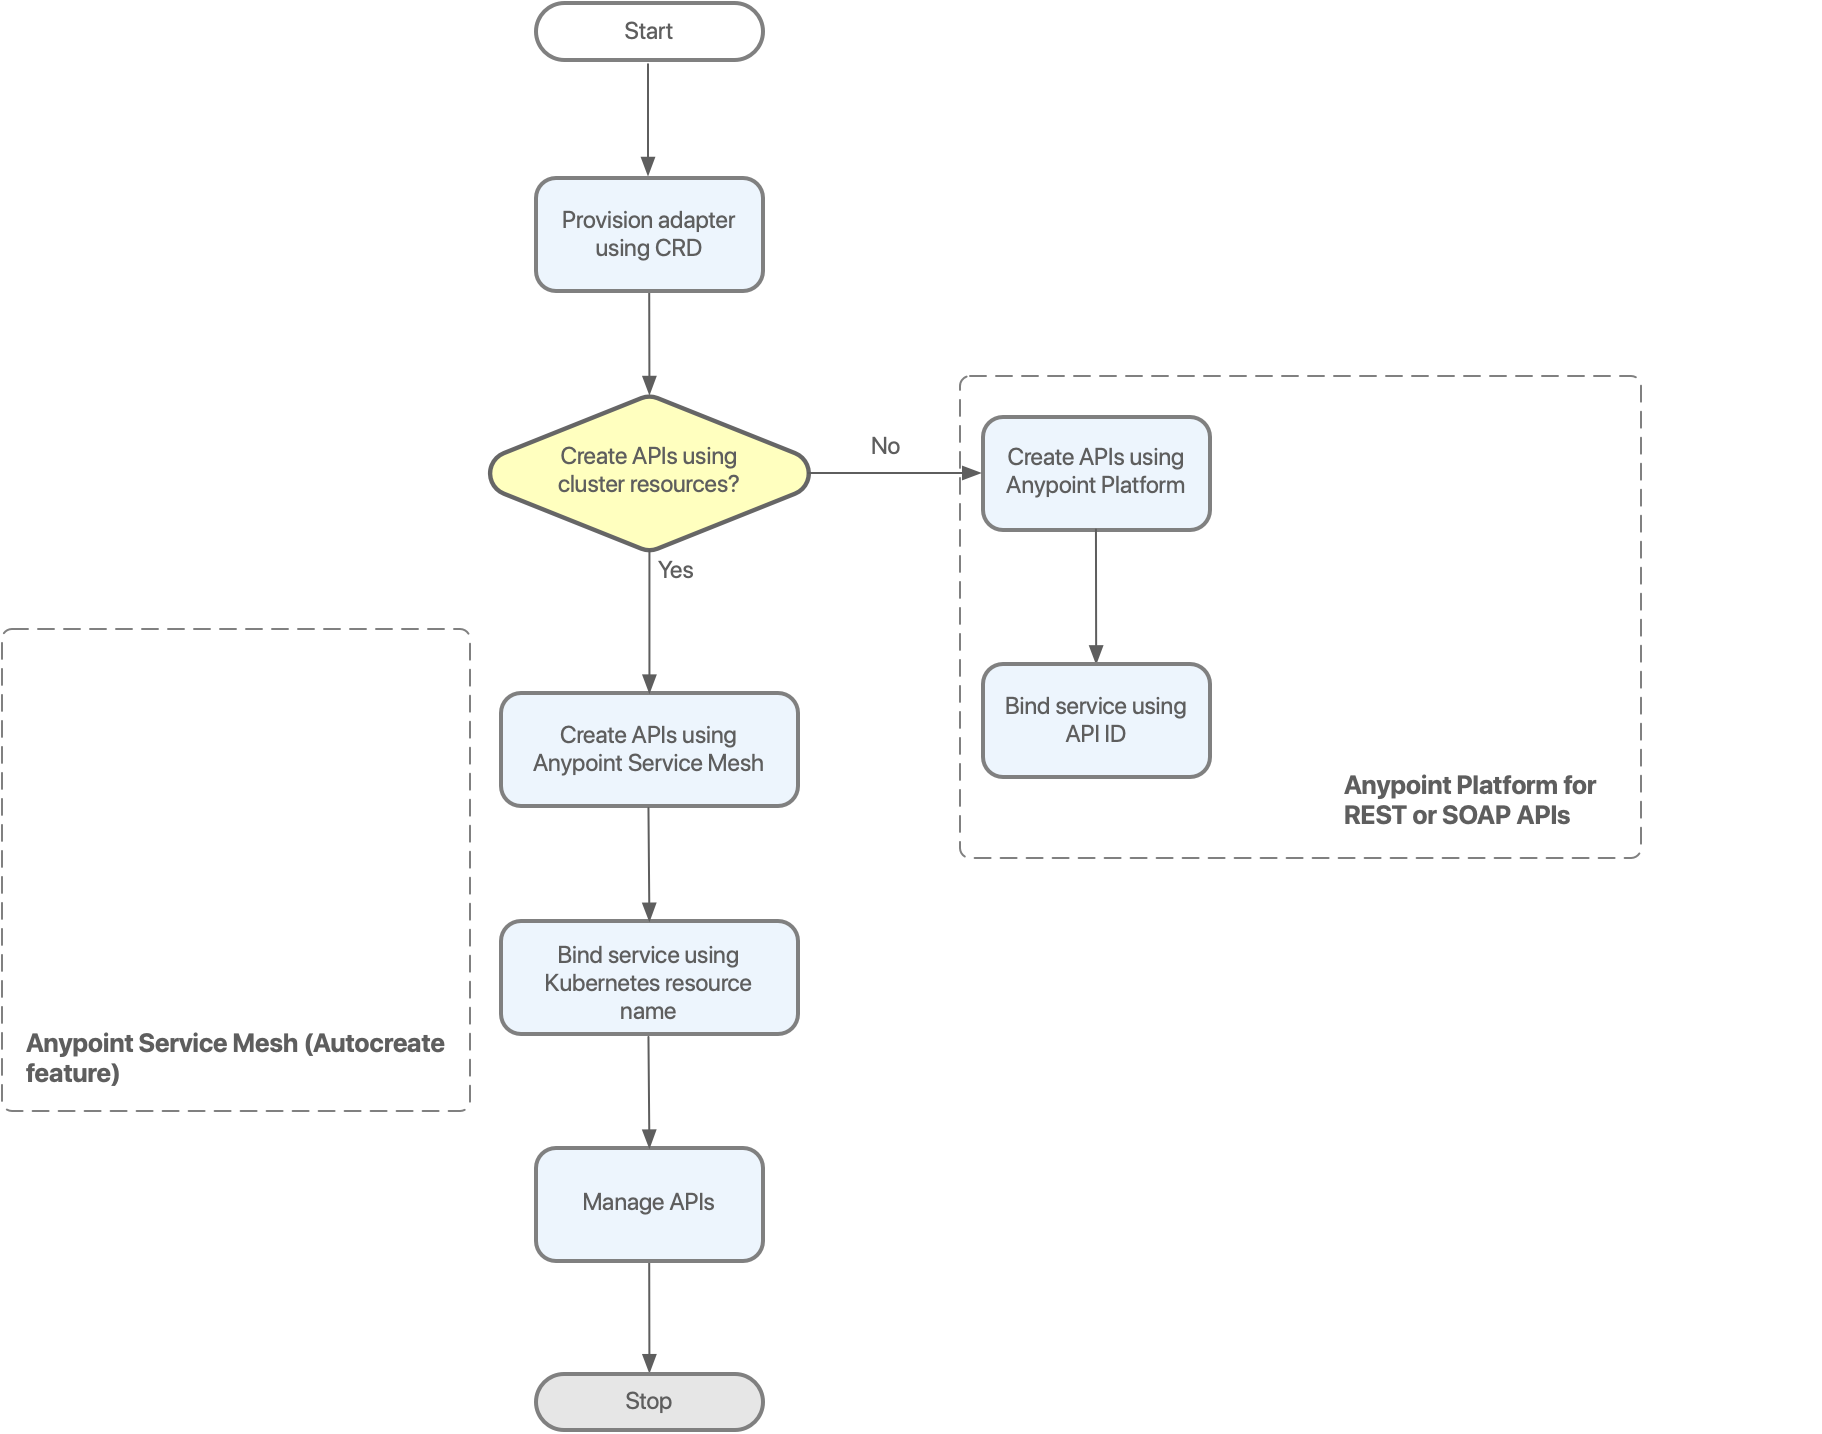 Start
Provision adapter
using CRD
Create APIs using
cluster resources?
No
Yes
Create APIs using
Anypoint Platform
Bind service using
API ID
Anypoint Platform for
REST or SOAP APIs
Create APIs using
Anypoint Service Mesh
Bind service using
Kubernetes resource
name
Anypoint Service Mesh (Autocreate
feature)
Manage APIs
Stop